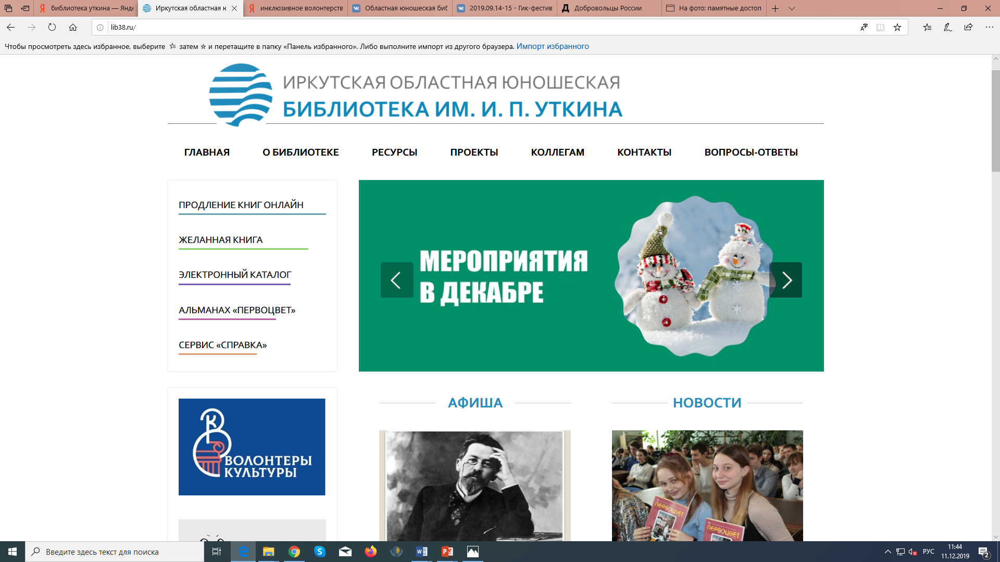 библиотека уткина — Янде
Иркутская областная к
инклюзивное волонтерств
Областная юношеская биб
2019.09.14-15 - Гик-фестив
Добровольцы России
На фото: памятные достоп
lib38.ru/
Чтобы просмотреть здесь избранное, выберите затем и перетащите в папку «Панель избранного». Либо выполните импорт из другого браузера. Импорт избранного
ИРКУТСКАЯ ОБЛАСТНАЯ ЮНОШЕСКАЯ
БИБЛИОТЕКА ИМ. И. П. УТКИНА
ГЛАВНАЯ
О БИБЛИОТЕКЕ
РЕСУРСЫ
ПРОЕКТЫ
КОЛЛЕГАМ
КОНТАКТЫ
ВОПРОСЫ-ОТВЕТЫ
ПРОДЛЕНИЕ КНИГ ОНЛАЙН
ЖЕЛАННАЯ КНИГА
ЭЛЕКТРОННЫЙ КАТАЛОГ
АЛЬМАНАХ «ПЕРВОЦВЕТ»
СЕРВИС «СПРАВКА»
МЕРОПРИЯТИЯ
В ДЕКАБРЕ
ВОЛОНТЕРЫ
КУЛЬТУРЫ
АФИША
НОВОСТИ
ПЕРВОЦВЕТ
ПЕРВОЦВЕТ
Введите здесь текст для поиска
РУС
11:44
11.12.2019
2